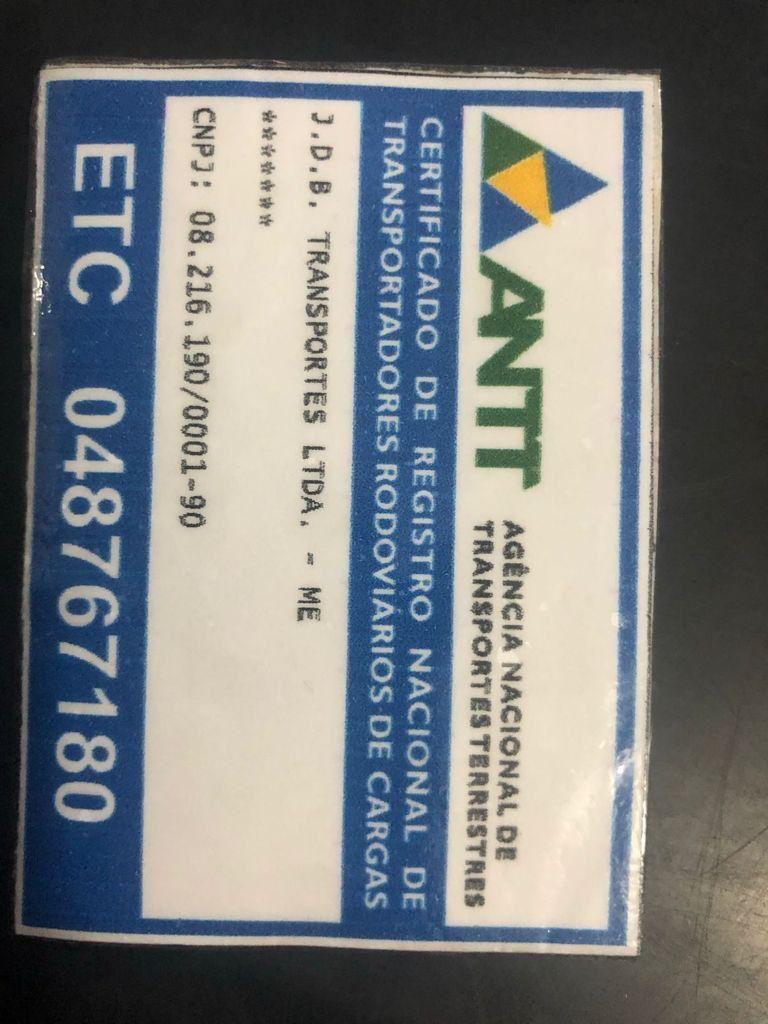 ANTT
AGÊNCIA NACIONAL DE
TRANSPORTES TERRESTRES
CERTIFICADO DE REGISTRO NACIONAL DE
TRANSPORTADORES RODOVIÁRIOS DE CARGAS
J.D.B. TRANSPORTES LTDA. - ME
******
CNPJ: 08.216.190/0001-90
ETC 048767180